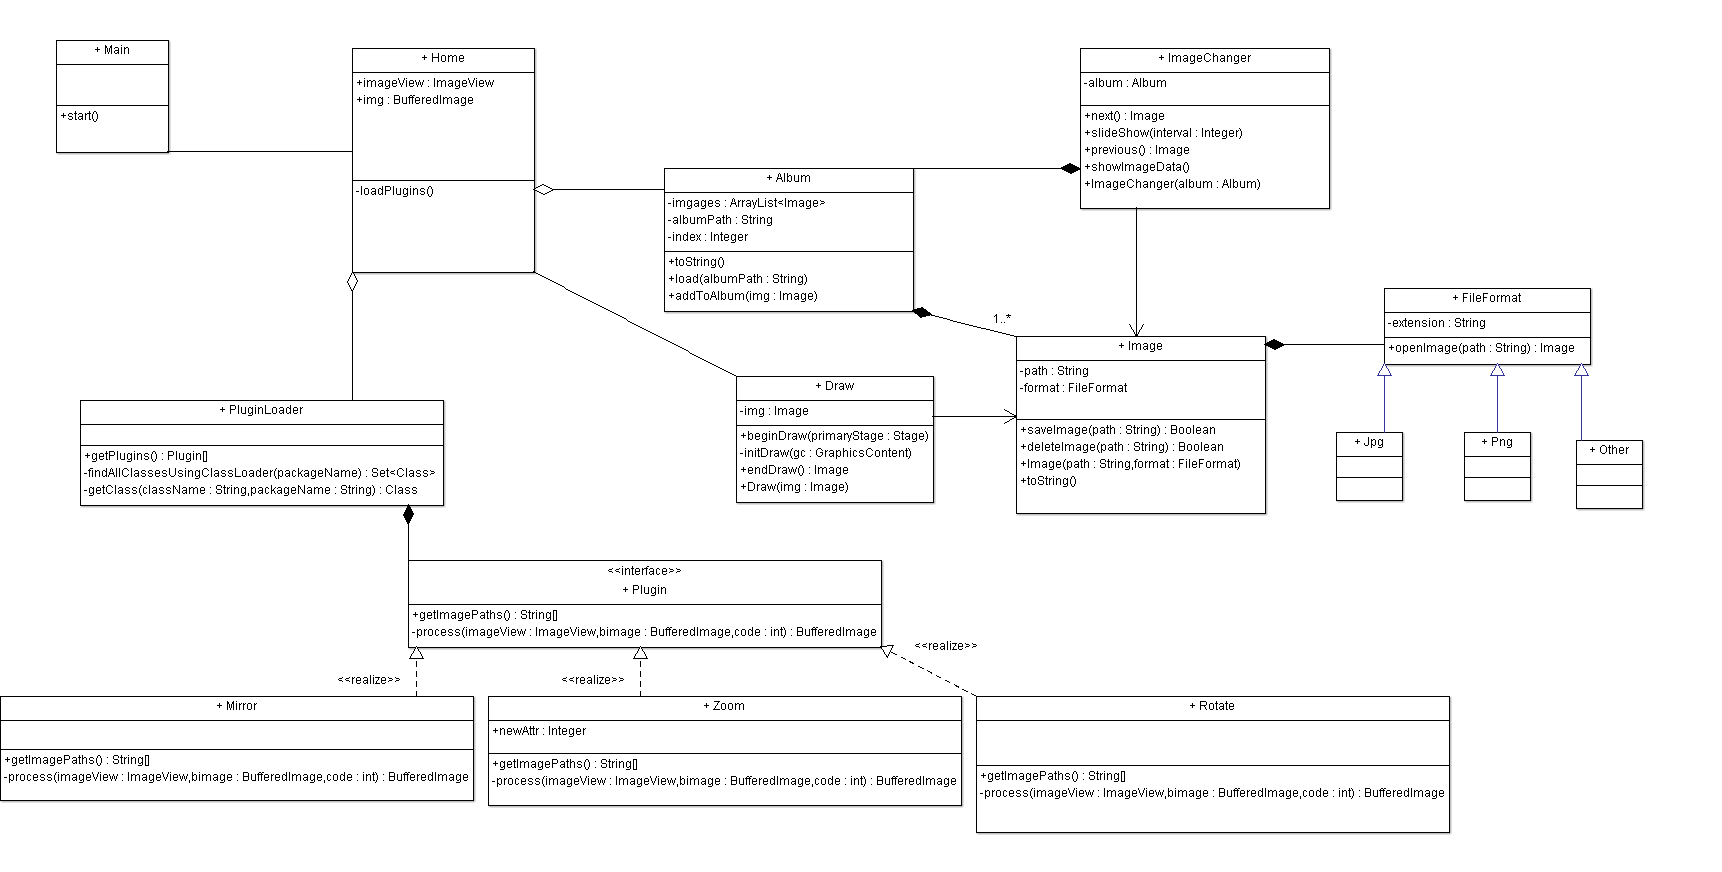 + Main
+start()
+ Home
+imageView : ImageView
+img : BufferedImage
-loadPlugins()
+ ImageChanger
-album : Album
+next() : Image
+slideShow(interval : Integer)
+previous() : Image
+showImageData()
+ImageChanger(album : Album)
+ Album
-imgages : ArrayList<Image>
-albumPath : String
-index : Integer
+toString()
+load(albumPath : String)
+addToAlbum(img : Image)
1..*
+ FileFormat
-extension : String
+openImage(path : String) : Image
+ Image
-path : String
-format : FileFormat
+saveImage(path : String) : Boolean
+deleteImage(path : String) : Boolean
+Image(path : String,format : FileFormat)
+toString()
+ Draw
-img : Image
+beginDraw(primaryStage : Stage)
-initDraw(gc : GraphicsContent)
+endDraw() : Image
+Draw(img : Image)
+ Jpg
+ Png
+ Other
+ PluginLoader
+getPlugins() : Plugin[]
-findAllClassesUsingClassLoader(packageName) : Set<Class>
-getClass(className : String,packageName : String) : Class
<<interface>>
+ Plugin
+getImagePaths() : String[]
-process(imageView : ImageView,bimage : BufferedImage,code : int) : BufferedImage
<<realize>>
<<realize>>
<<realize>>
+ Mirror
+getImagePaths() : String[]
-process(imageView : ImageView,bimage : BufferedImage,code : int) : BufferedImage
+ Zoom
+newAttr : Integer
+getImagePaths() : String[]
-process(imageView : ImageView,bimage : BufferedImage,code : int) : BufferedImage
+ Rotate
+getImagePaths() : String[]
-process(imageView : ImageView,bimage : BufferedImage,code : int) : BufferedImage